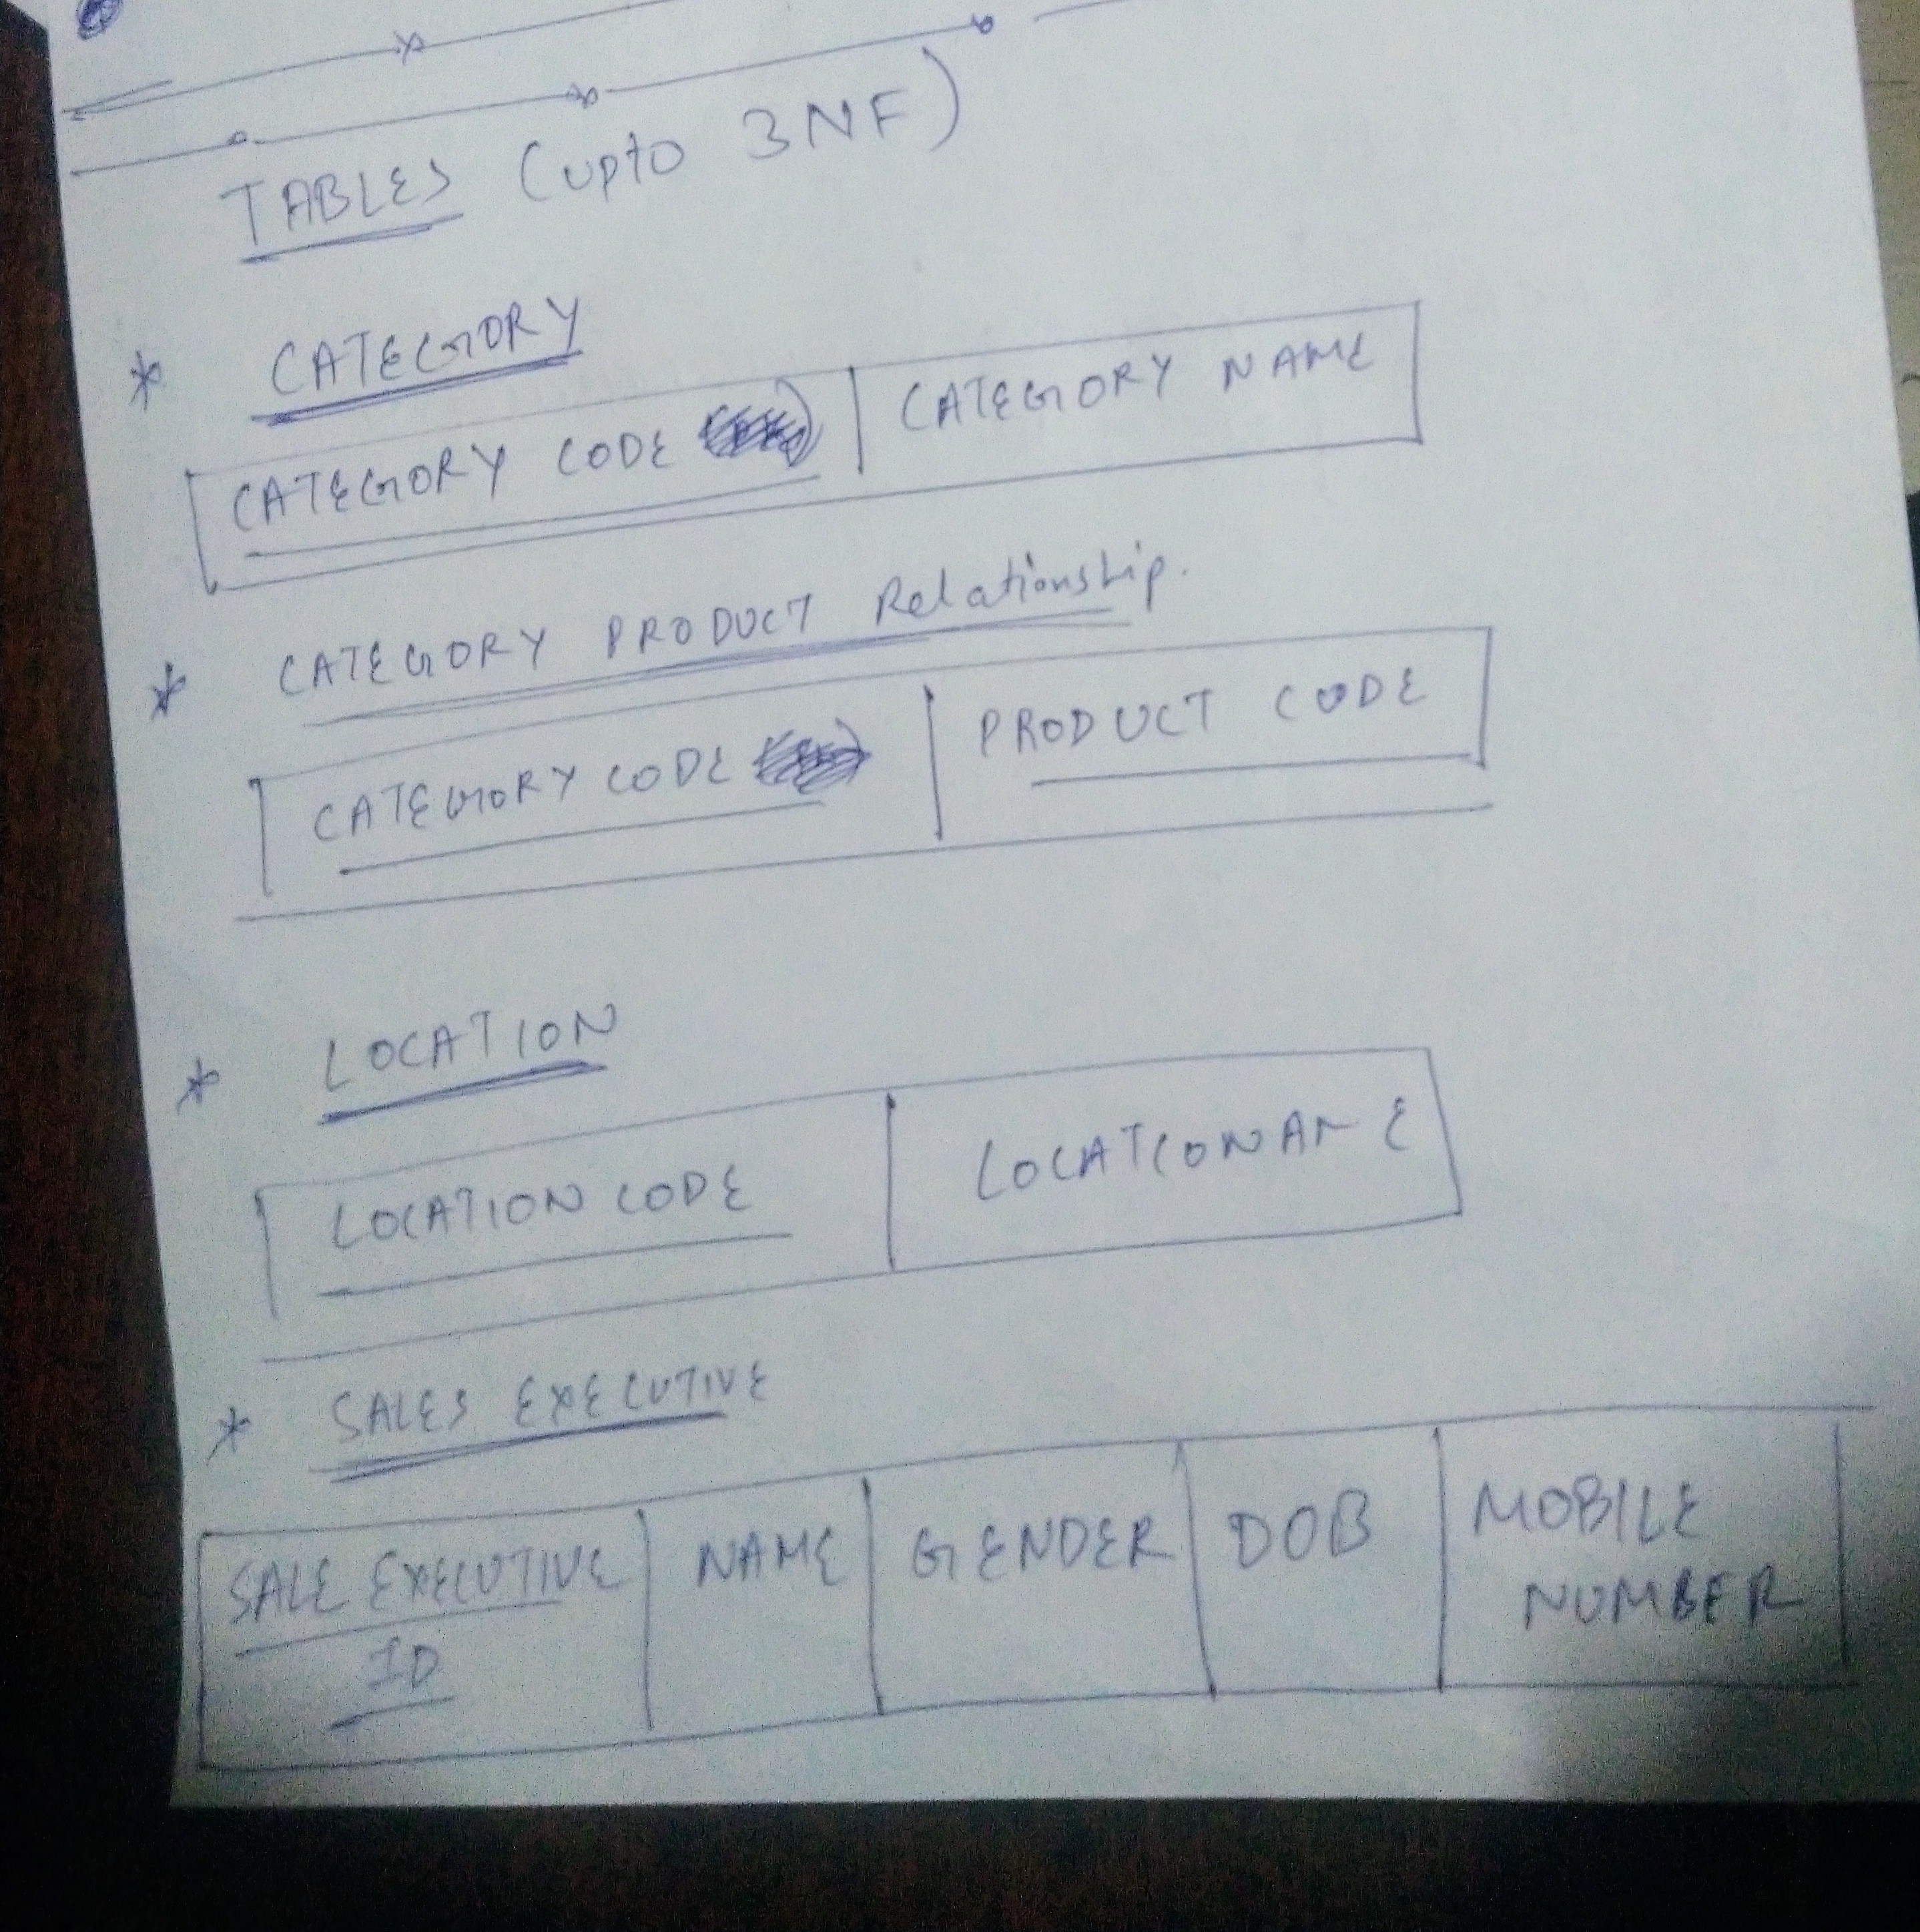 TABLES (upto 3NF)
* CATEGORY
CATEGORY CODE | CATEGORY NAME
* CATEGORY PRODUCT Relationship.
CATEGORY CODE | PRODUCT CODE
* LOCATION
LOCATION CODE | LOCATIONAME
* SALES EXECUTIVE
SALE EXECUTIVE ID | NAME | GENDER | DOB | MOBILE NUMBER